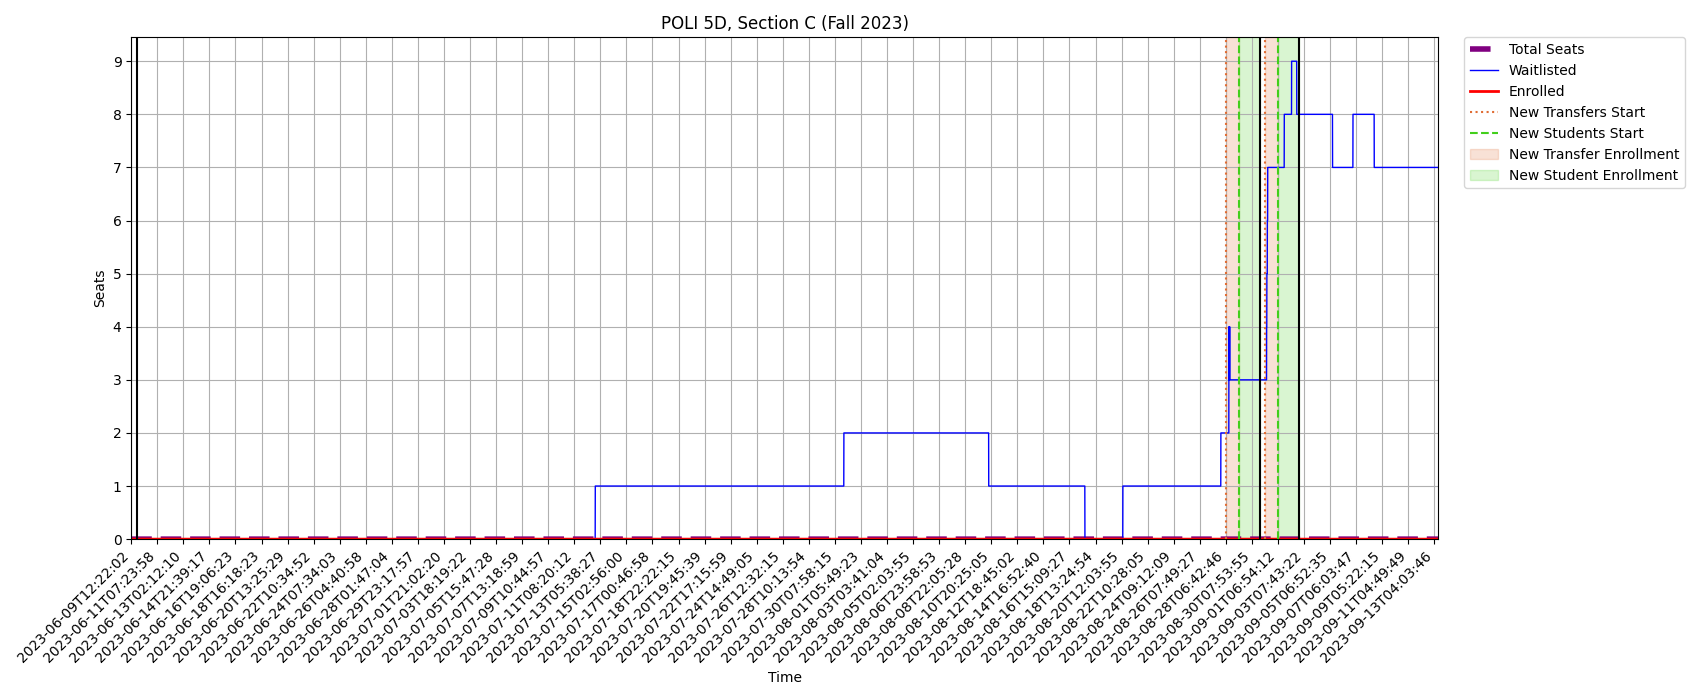 POLI 5D, Section C (Fall 2023)
Total Seats
Waitlisted
Enrolled
New Transfers Start
New Students Start
New Transfer Enrollment
New Student Enrollment
Seats
9
8
7
6
5
4
3
2
1
0
2023-06-09T12:22:02
2023-06-11T07:23:58
2023-06-13T02:12:10
2023-06-14T21:39:17
2023-06-16T19:06:23
2023-06-18T16:18:23
2023-06-20T13:25:29
2023-06-22T10:34:52
2023-06-24T07:34:03
2023-06-26T04:40:58
2023-06-28T01:47:04
2023-06-29T23:17:57
2023-07-01T21:02:20
2023-07-03T18:19:22
2023-07-05T15:47:28
2023-07-07T13:18:59
2023-07-09T10:44:57
2023-07-11T08:20:12
2023-07-13T05:38:27
2023-07-15T02:56:00
2023-07-17T00:46:58
2023-07-18T22:22:15
2023-07-20T19:45:39
2023-07-22T17:15:59
2023-07-24T14:49:05
2023-07-26T12:32:15
2023-07-28T10:13:54
2023-07-30T07:58:15
2023-08-01T05:49:23
2023-08-03T03:41:04
2023-08-05T02:03:55
2023-08-06T23:58:53
2023-08-08T22:05:28
2023-08-10T20:25:05
2023-08-12T18:45:02
2023-08-14T16:52:40
2023-08-16T15:09:27
2023-08-18T13:24:54
2023-08-20T12:03:55
2023-08-22T10:28:05
2023-08-24T09:12:09
2023-08-26T07:49:27
2023-08-28T06:42:46
2023-08-30T07:53:55
2023-09-01T06:54:12
2023-09-03T07:43:22
2023-09-05T06:52:35
2023-09-07T06:03:47
2023-09-09T05:22:15
2023-09-11T04:49:49
2023-09-13T04:03:46
Time